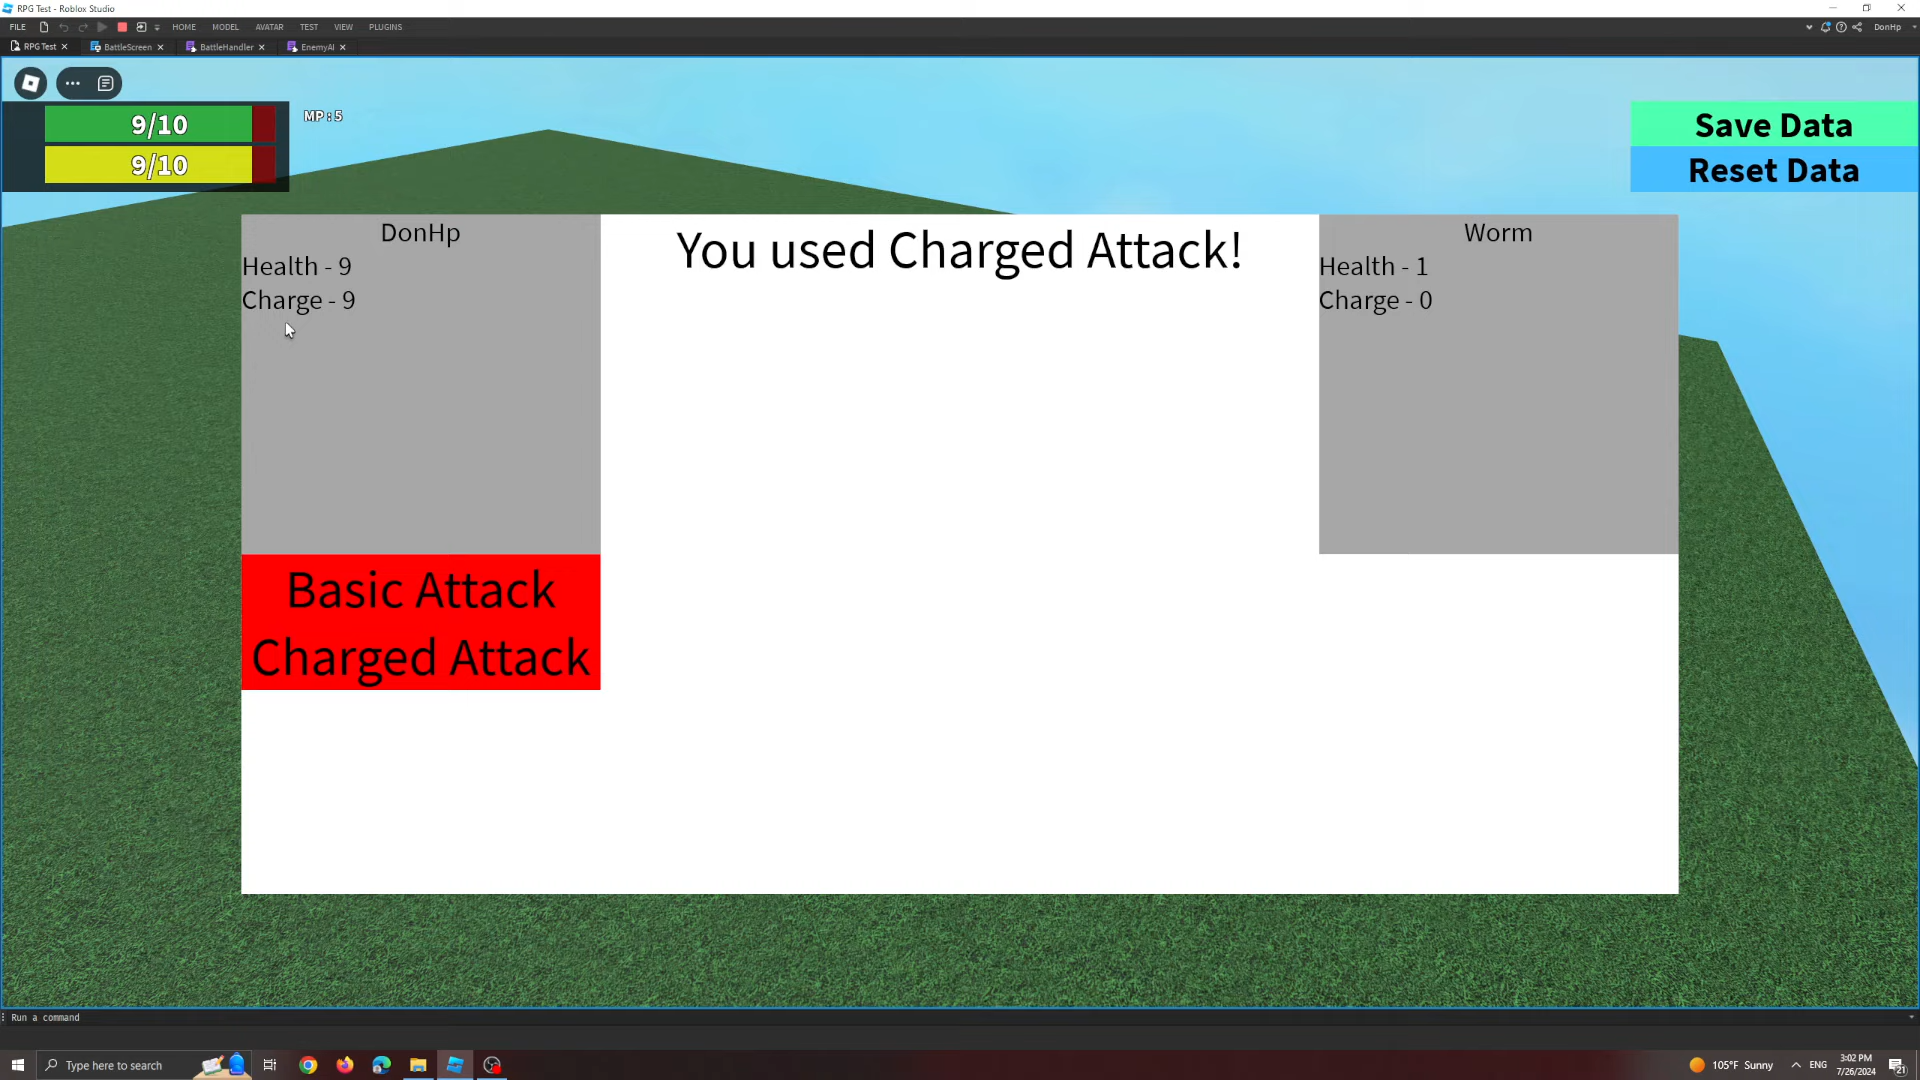 RPG Test - Roblox Studio
FILE HOME MODEL AVATAR TEST VIEW PLUGINS DonHp
RPG Test BattleScreen BattleHandler EnemyAI
9/10
MP : 5
9/10
Save Data
Reset Data
DonHp
Health - 9
Charge - 9
You used Charged Attack!
Worm
Health - 1
Charge - 0
Basic Attack
Charged Attack
Run a command
Type here to search
105°F Sunny
ENG
3:02 PM
7/26/2024
21